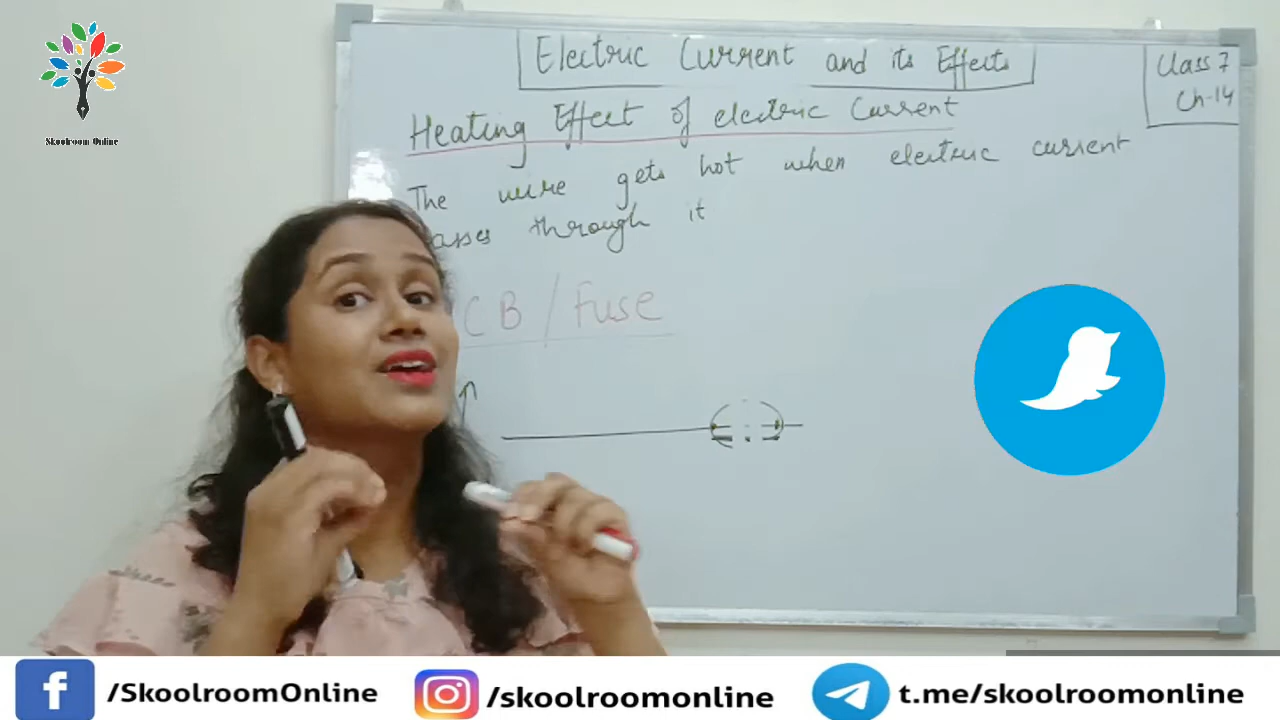 Electric Current and its Effects
Class 7
Ch-14
Heating Effect of electric Current
The wire gets hot when electric current
asses through it
CB / Fuse
Skoolroom Online
/SkoolroomOnline
/skoolroomonline
t.me/skoolroomonline